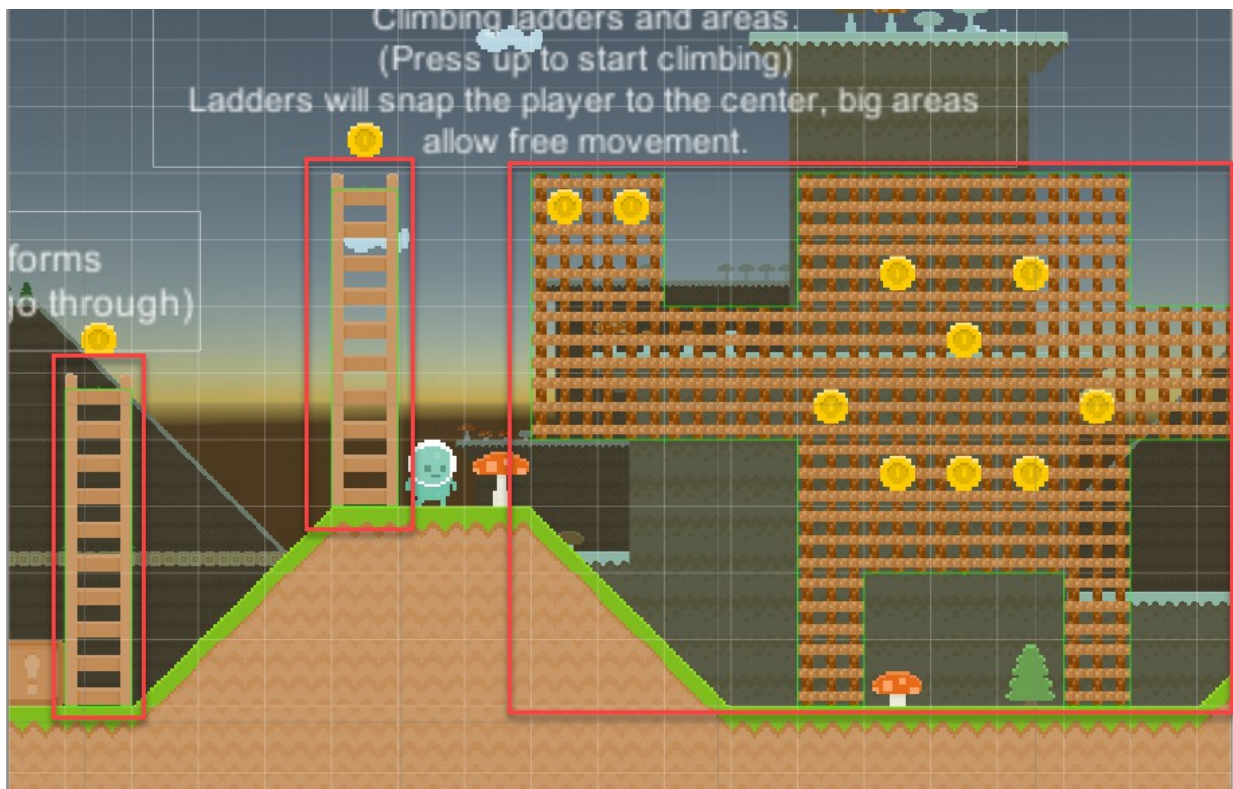 Climbing ladders and areas.
(Press up to start climbing)
Ladders will snap the player to the center, big areas
allow free movement.
forms
go through)